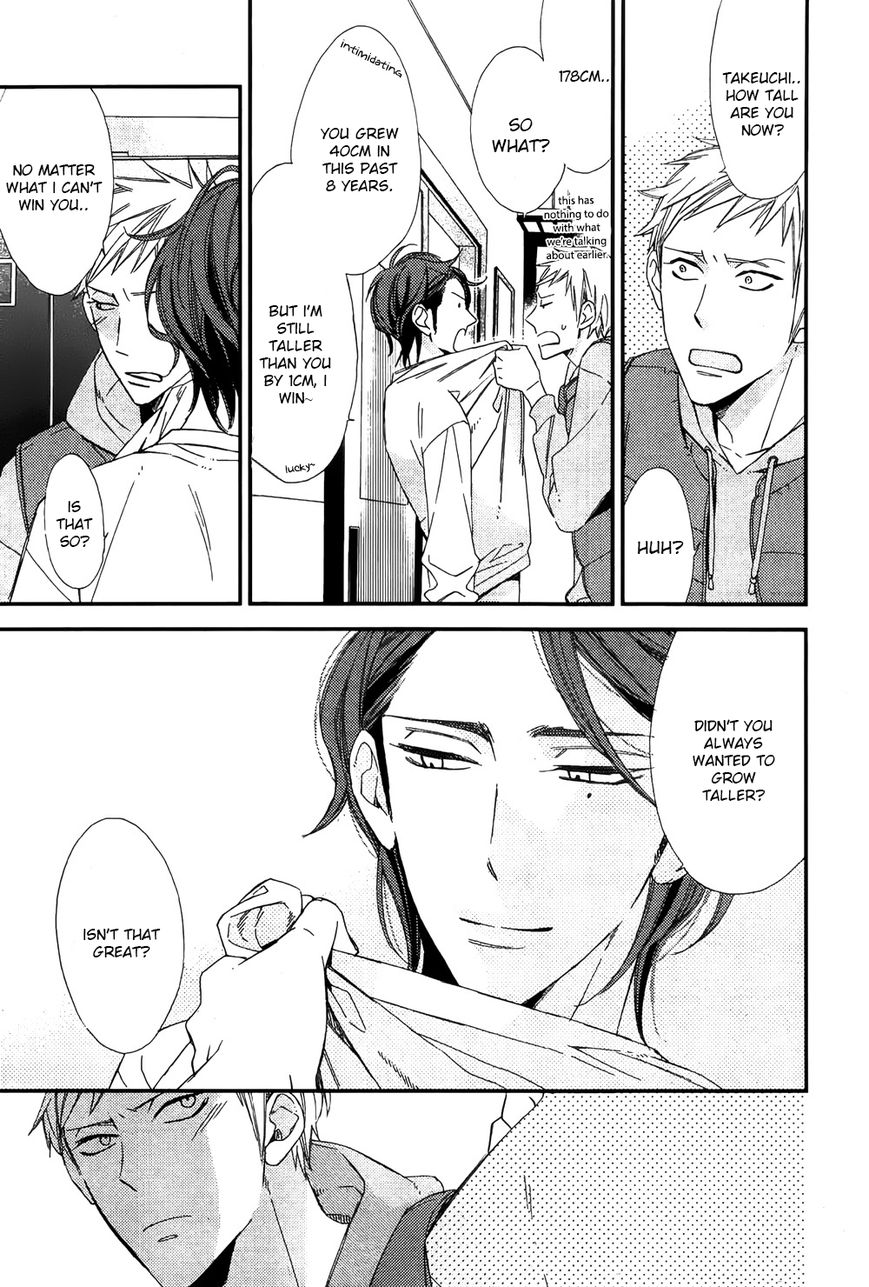 TAKEUCHI..
HOW TALL
ARE YOU
NOW?
HUH?
178CM..
SO
WHAT?
this has
nothing to do
with what
we're talking
about earlier~
intimidating
YOU GREW
40CM IN
THIS PAST
8 YEARS.
BUT I'M
STILL
TALLER
THAN YOU
BY 1CM, I
WIN~
lucky~
NO MATTER
WHAT I CAN'T
WIN YOU..
IS
THAT
SO?
DIDN'T YOU
ALWAYS
WANTED TO
GROW
TALLER?
ISN'T THAT
GREAT?